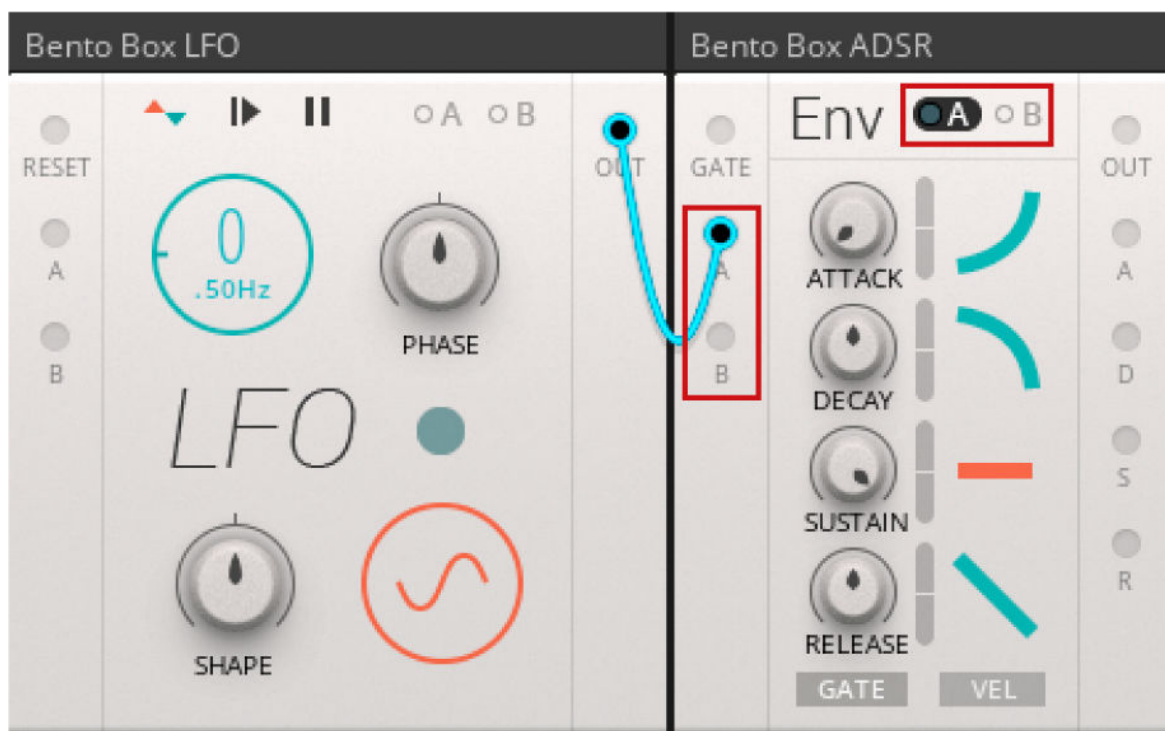 Bento Box LFO
RESET
A
B
A B
0
.50Hz
PHASE
LFO
SHAPE
OUT
Bento Box ADSR
GATE
A
B
Env A B
ATTACK
DECAY
SUSTAIN
RELEASE
GATE VEL
OUT
A
D
S
R